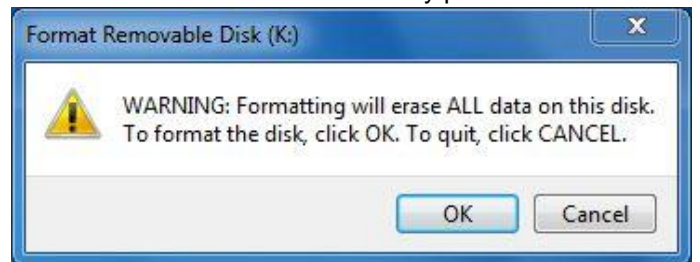 Format Removable Disk (K:)
WARNING: Formatting will erase ALL data on this disk.
To format the disk, click OK. To quit, click CANCEL.
OK
Cancel